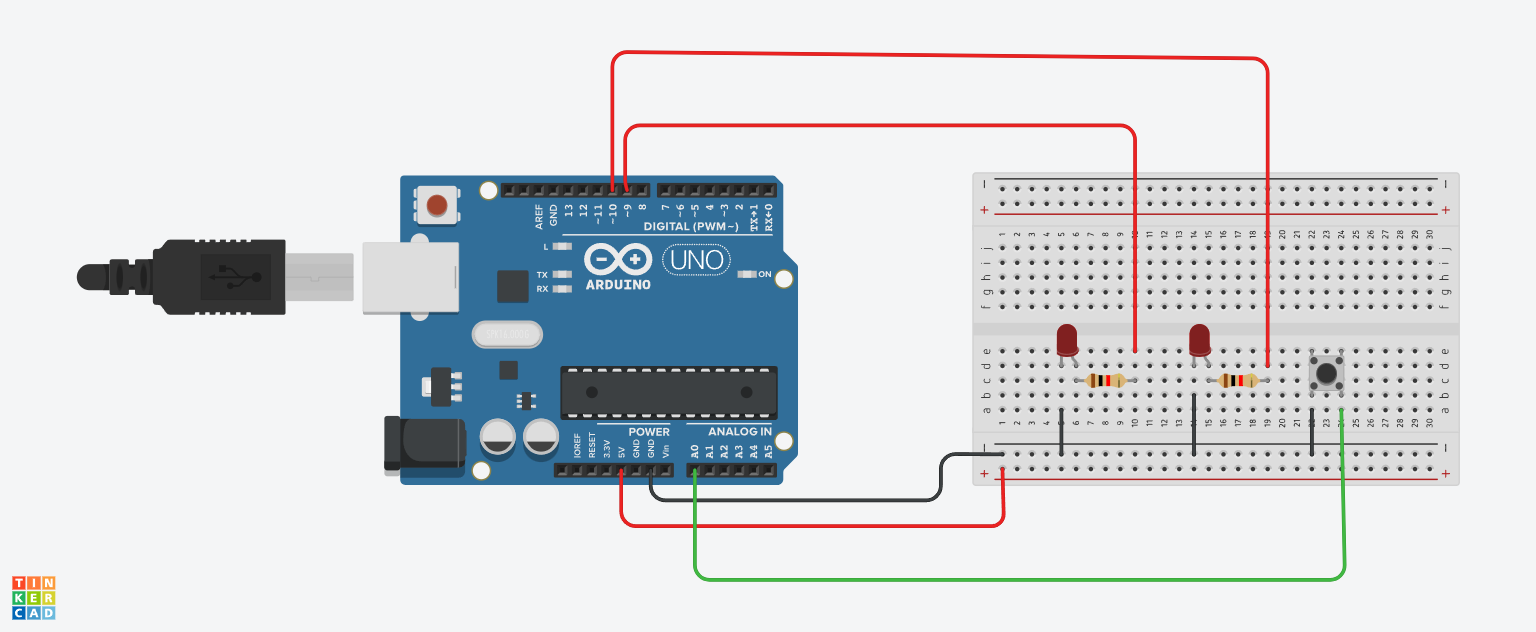 AREF
GND
13
12
~11
~10
~9
8
7
~6
~5
4
~3
2
TX→1
RX←0
DIGITAL (PWM~)
L
TX
RX
ARDUINO
UNO
ON
POWER
ANALOG IN
IOREF
RESET
3.3V
5V
GND
GND
Vin
A0
A1
A2
A3
A4
A5
− −
+ +
1 2 3 4 5 6 7 8 9 10 11 12 13 14 15 16 17 18 19 20 21 22 23 24 25 26 27 28 29 30
j j
i i
h h
g g
f f
e e
d d
c c
b b
a a
1 2 3 4 5 6 7 8 9 10 11 12 13 14 15 16 17 18 19 20 21 22 23 24 25 26 27 28 29 30
− −
+ +
TIN
KER
CAD